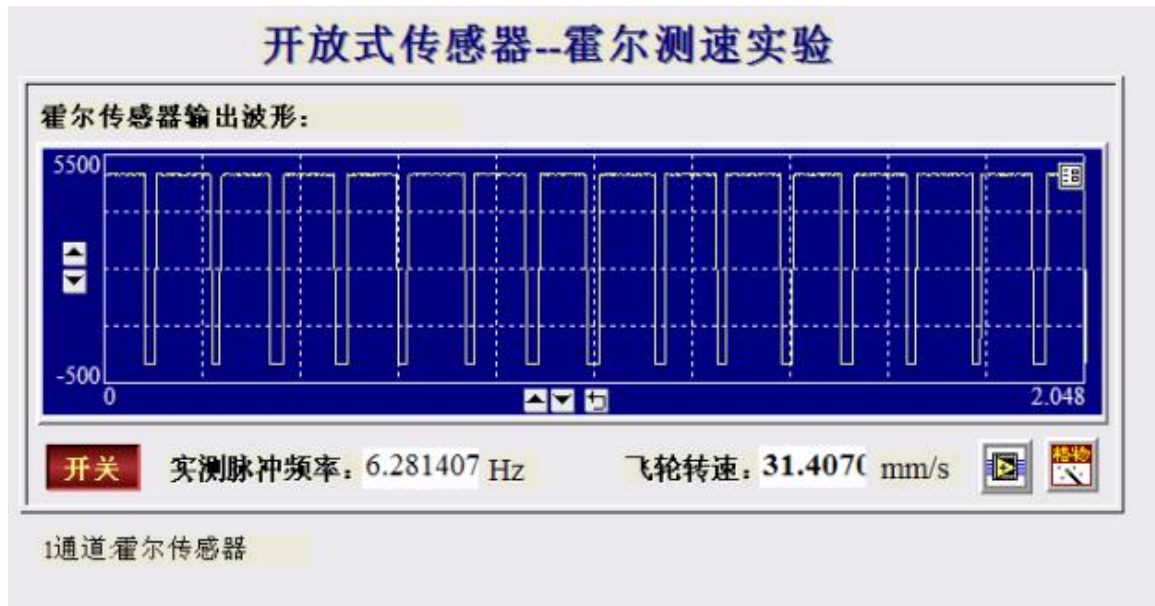 开放式传感器--霍尔测速实验
霍尔传感器输出波形：
5500
-500
0
2.048
开关 实测脉冲频率：6.281407 Hz 飞轮转速：31.4070 mm/s 格物
1通道:霍尔传感器